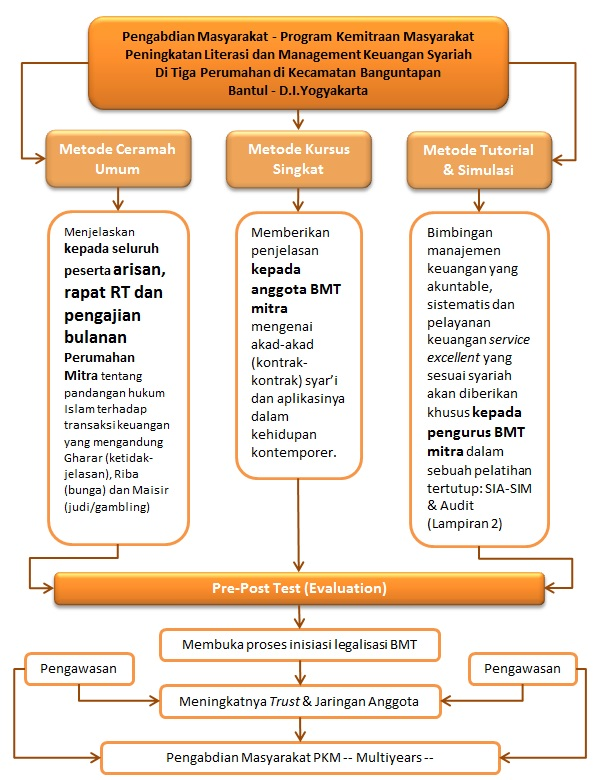 Pengabdian Masyarakat - Program Kemitraan Masyarakat
Peningkatan Literasi dan Management Keuangan Syariah
Di Tiga Perumahan di Kecamatan Banguntapan
Bantul - D.I.Yogyakarta
Metode Ceramah
Umum
Metode Kursus
Singkat
Metode Tutorial
& Simulasi
Menjelaskan
kepada seluruh
peserta arisan,
rapat RT dan
pengajian
bulanan
Perumahan
Mitra tentang
pandangan hukum
Islam terhadap
transaksi keuangan
yang mengandung
Gharar (ketidak-
jelasan), Riba
(bunga) dan Maisir
(judi/gambling)
Memberikan
penjelasan
kepada
anggota BMT
mitra
mengenai
akad-akad
(kontrak-
kontrak) syar’i
dan aplikasinya
dalam
kehidupan
kontemporer.
Bimbingan
manajemen
keuangan yang
akuntable,
sistematis dan
pelayanan
keuangan service
excellent yang
sesuai syariah
akan diberikan
khusus kepada
pengurus BMT
mitra dalam
sebuah pelatihan
tertutup: SIA-SIM
& Audit
(Lampiran 2)
Pre-Post Test (Evaluation)
Membuka proses inisiasi legalisasi BMT
Pengawasan
Pengawasan
Meningkatnya Trust & Jaringan Anggota
Pengabdian Masyarakat PKM -- Multiyears --